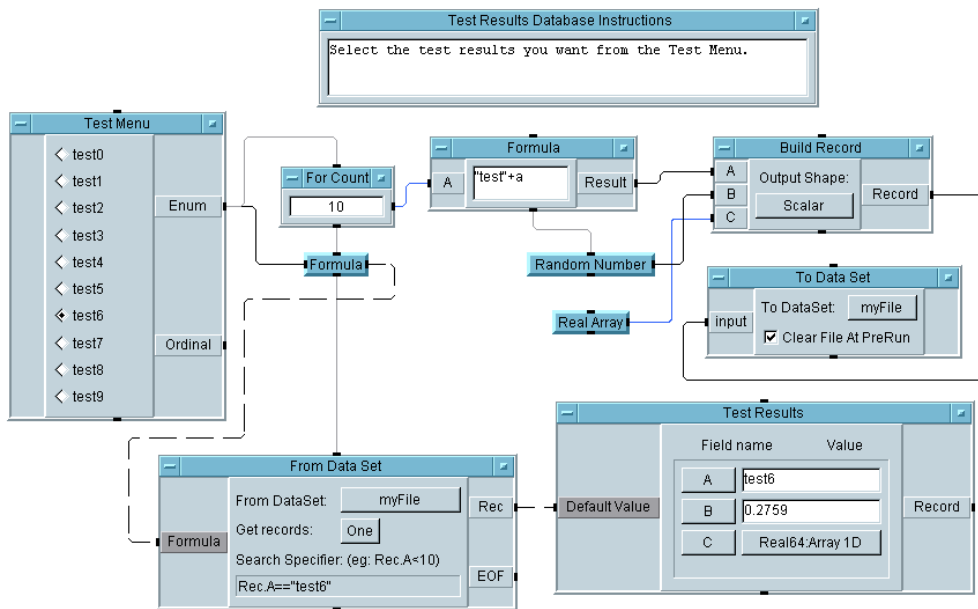 Test Results Database Instructions
Select the test results you want from the Test Menu.
Test Menu
test0
test1
test2
test3
test4
test5
test6
test7
test8
test9
Enum
Ordinal
For Count
10
Formula
Formula
A
"test"+a
Result
Random Number
Real Array
Build Record
A
B
C
Output Shape:
Scalar
Record
To Data Set
input
To DataSet:
myFile
Clear File At PreRun
From Data Set
Formula
From DataSet:
myFile
Get records:
One
Search Specifier: (eg: Rec.A<10)
Rec.A=="test6"
Rec
EOF
Test Results
Default Value
Field name Value
A test6
B 0.2759
C Real64:Array 1D
Record